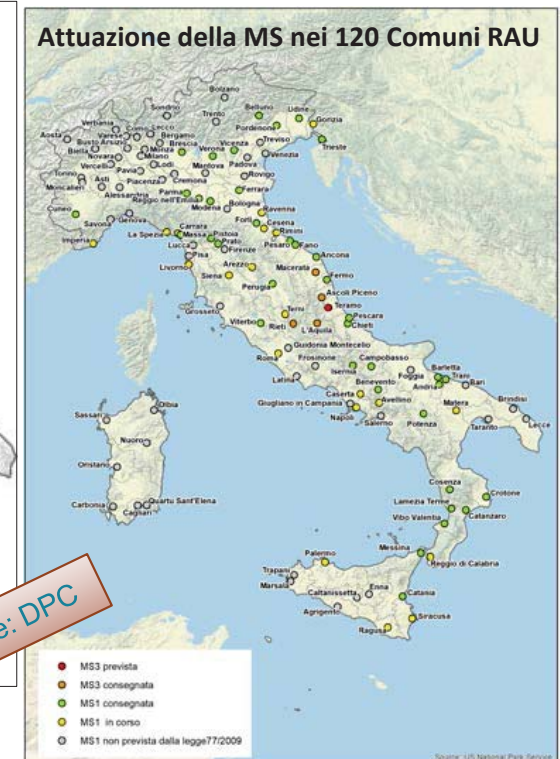 Attuazione della MS nei 120 Comuni RAU
Bolzano
Sondrio
Trento
Belluno
Udine
Pordenone
Gorizia
Treviso
Trieste
Verbania
Aosta
Varese
Como
Lecco
Bergamo
Busto Arsizio
Monza
Brescia
Biella
Novara
Milano
Verona
Vicenza
Venezia
Vercelli
Pavia
Lodi
Mantova
Padova
Torino
Asti
Piacenza
Cremona
Rovigo
Moncalieri
Alessandria
Parma
Ferrara
Reggio nell'Emilia
Cuneo
Modena
Bologna
Ravenna
Genova
Savona
Forlì
Cesena
Imperia
La Spezia
Carrara
Massa
Pistoia
Rimini
Lucca
Prato
Pesaro
Fano
Pisa
Firenze
Livorno
Arezzo
Ancona
Siena
Macerata
Fermo
Perugia
Ascoli Piceno
Grosseto
Terni
Teramo
Viterbo
Rieti
L'Aquila
Pescara
Chieti
Guidonia Montecelio
Roma
Frosinone
Campobasso
Isernia
Barletta
Trani
Foggia
Latina
Benevento
Andria
Bari
Caserta
Giugliano in Campania
Avellino
Matera
Brindisi
Napoli
Salerno
Potenza
Taranto
Lecce
Olbia
Sassari
Nuoro
Oristano
Carbonia
Quartu Sant'Elena
Cagliari
Cosenza
Crotone
Lamezia Terme
Catanzaro
Vibo Valentia
Messina
Palermo
Reggio di Calabria
Trapani
Marsala
Caltanissetta
Enna
Catania
Agrigento
Siracusa
Ragusa
e: DPC
MS3 prevista
MS3 consegnata
MS1 consegnata
MS1 in corso
MS1 non prevista dalla legge77/2009
Source: US National Park Service